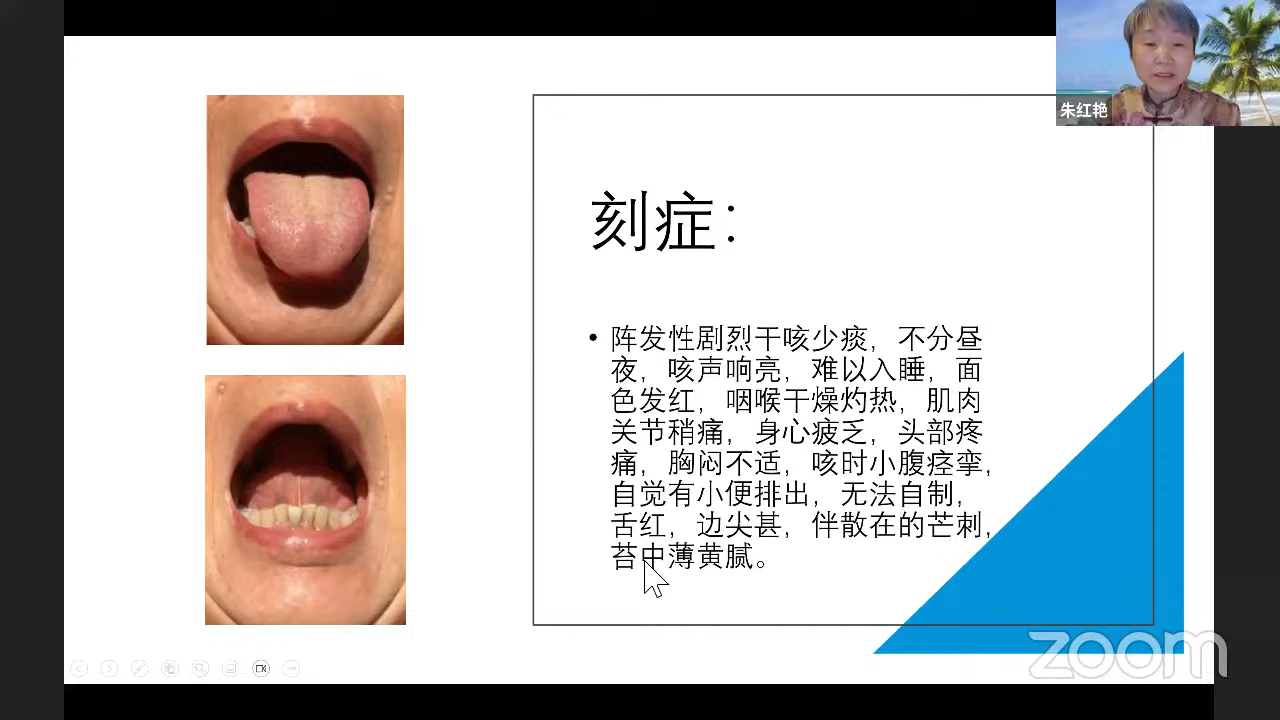 朱红艳
刻症：
• 阵发性剧烈干咳少痰，不分昼
夜，咳声响亮，难以入睡，面
色发红，咽喉干燥灼热，肌肉
关节稍痛，身心疲乏，头部疼
痛，胸闷不适，咳时小腹痉挛，
自觉有小便排出，无法自制，
舌红，边尖甚，伴散在的芒刺，
苔中薄黄腻。
zoom